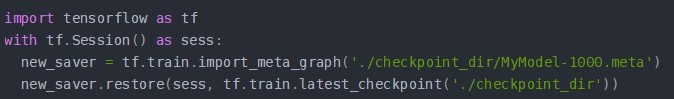 import tensorflow as tf
with tf.Session() as sess:
  new_saver = tf.train.import_meta_graph('./checkpoint_dir/MyModel-1000.meta')
  new_saver.restore(sess, tf.train.latest_checkpoint('./checkpoint_dir'))